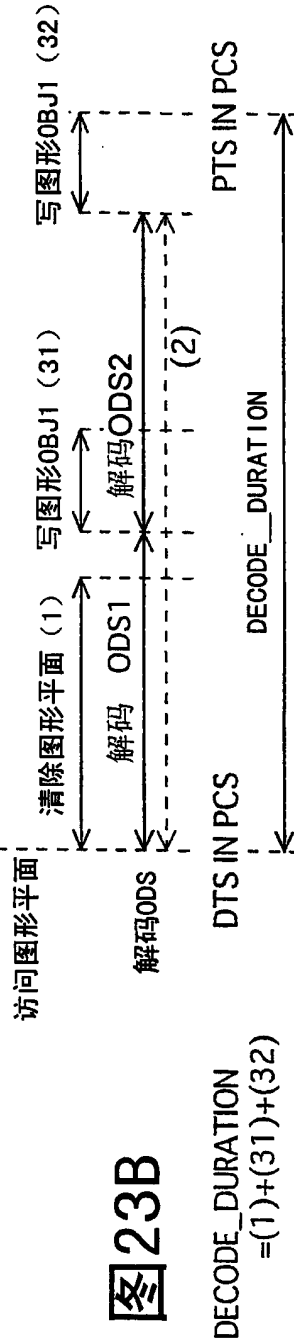 图23B
DECODE_DURATION
=(1)+(31)+(32)
访问图形平面
清除图形平面（1）
写图形OBJ1（31）
写图形OBJ1（32）
解码ODS
解码 ODS1
解码ODS2
(2)
DTS IN PCS
PTS IN PCS
DECODE__DURATION